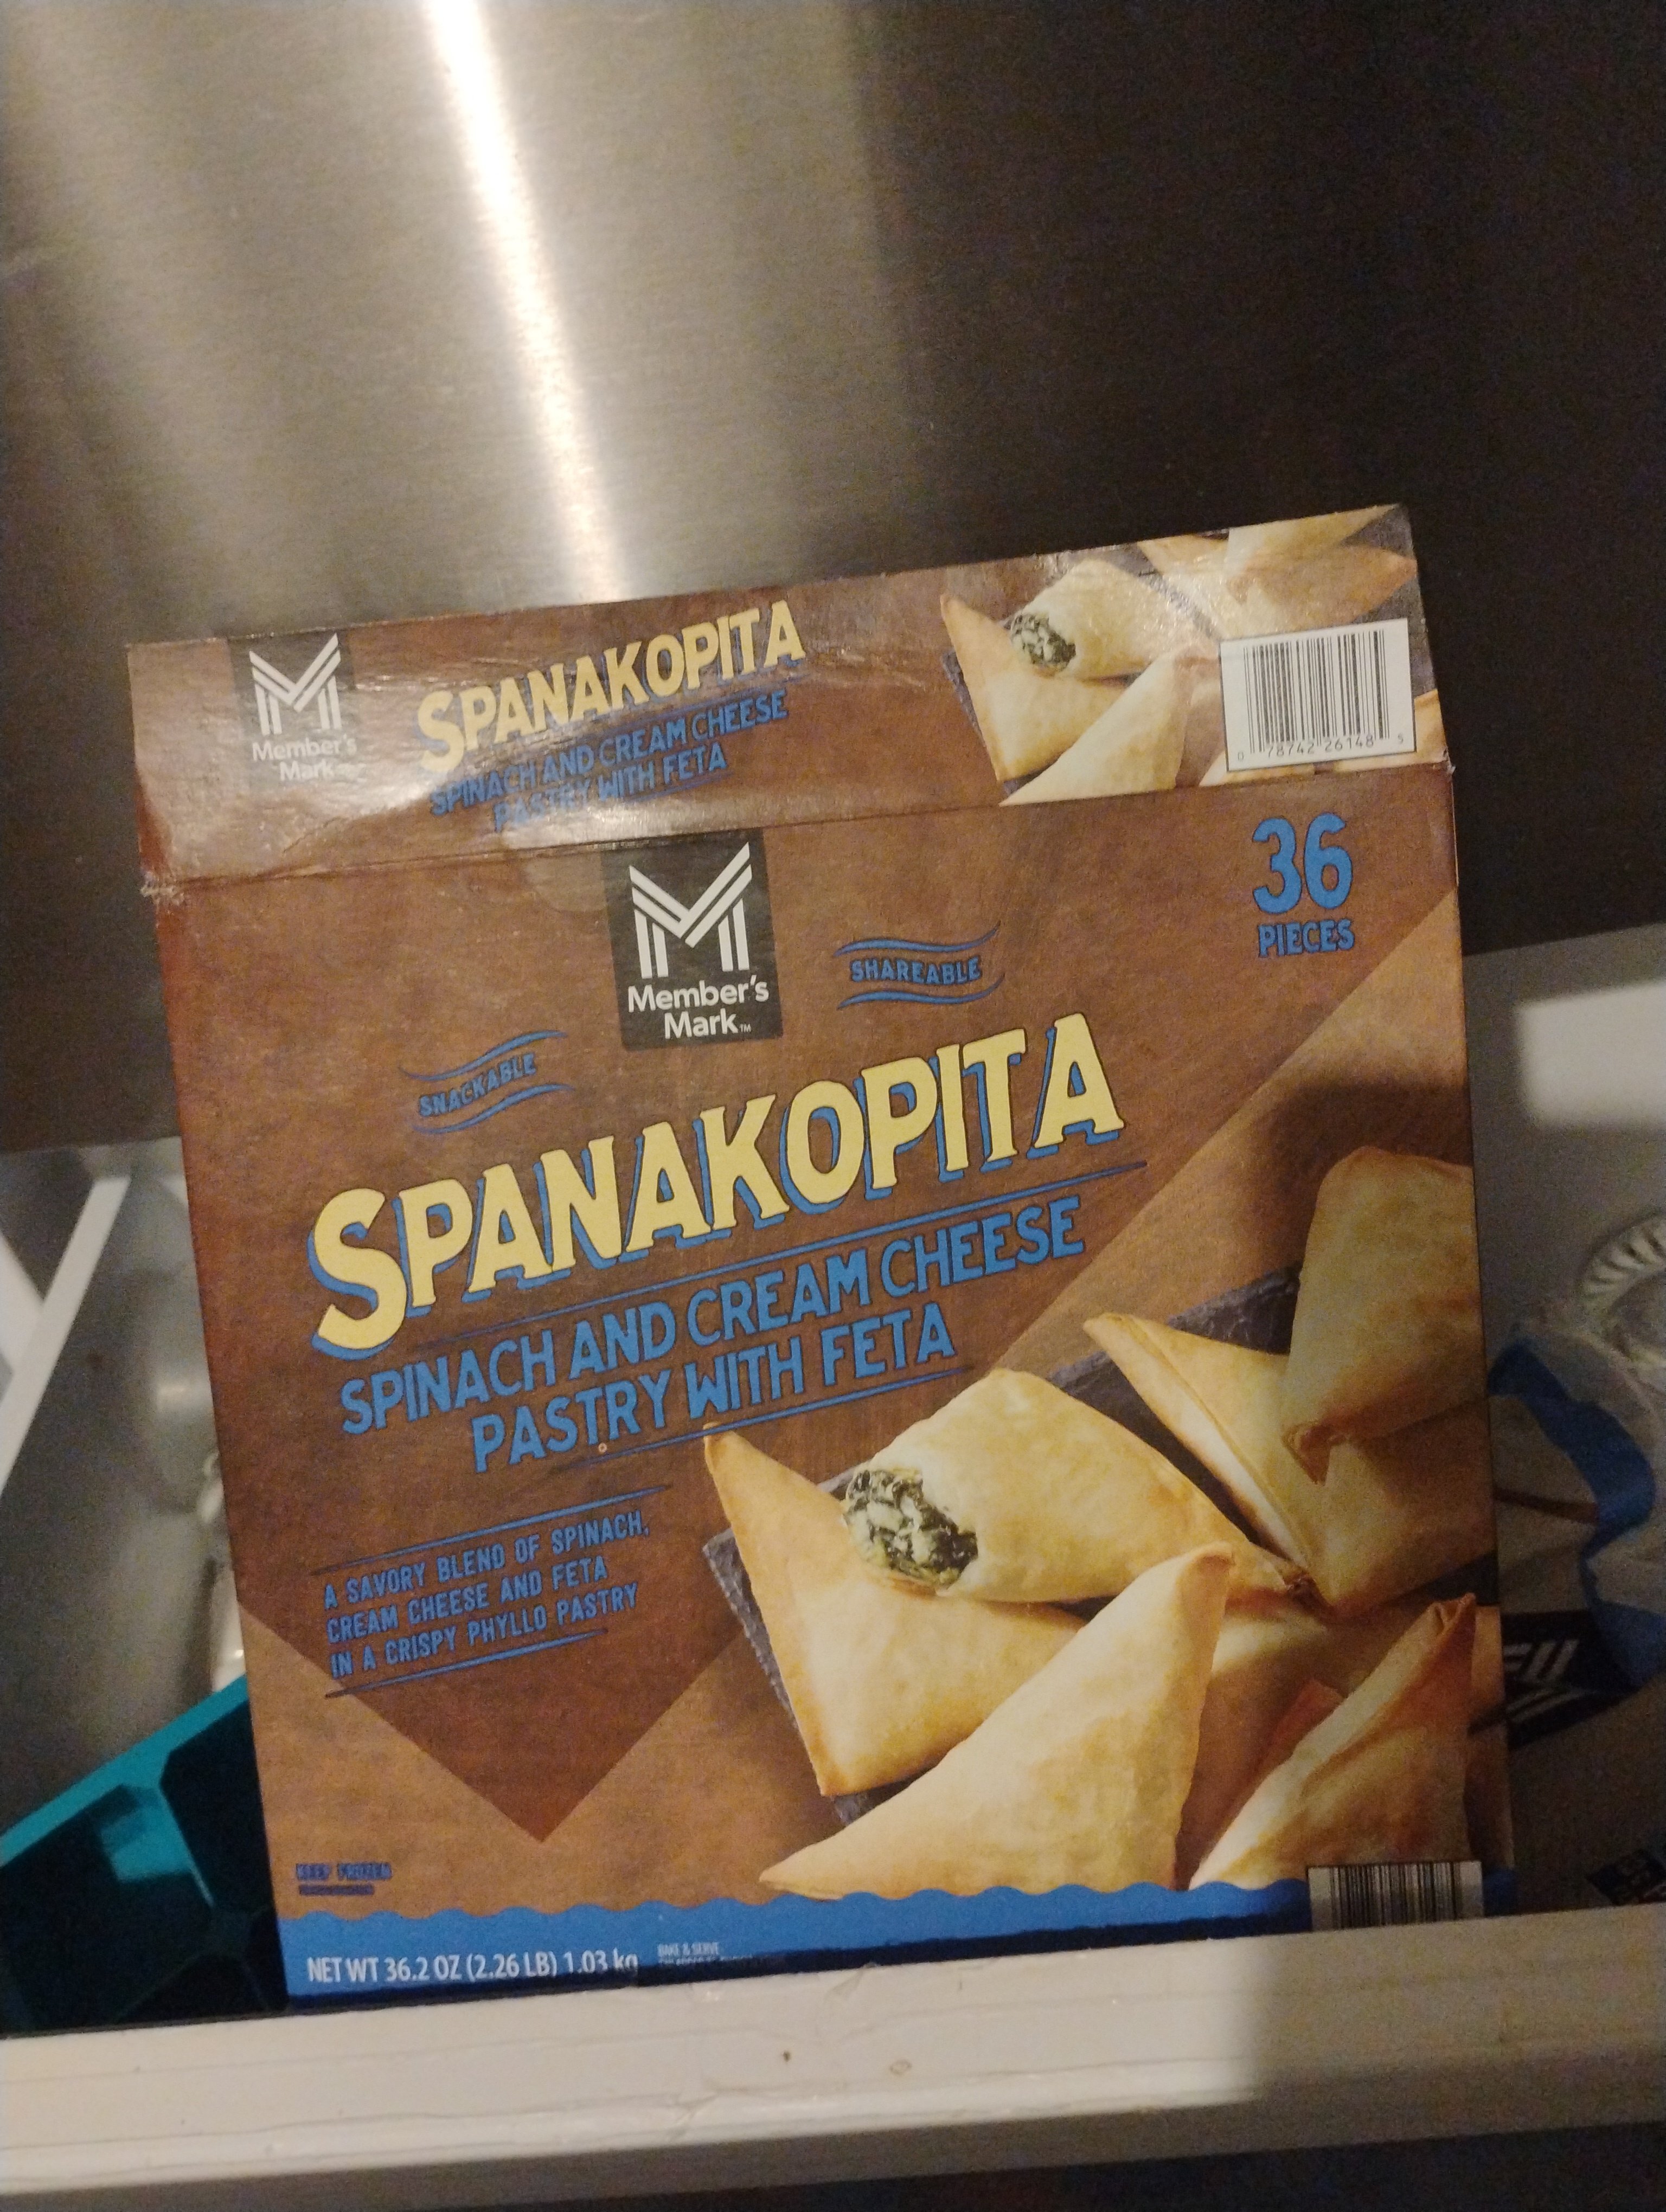 Member's
Mark
SPANAKOPITA
SPINACH AND CREAM CHEESE
PASTRY WITH FETA
0 78742 26148 5
36
PIECES
Member's
Mark™
SHAREABLE
SNACKABLE
SPANAKOPITA
SPINACH AND CREAM CHEESE
PASTRY WITH FETA
A SAVORY BLEND OF SPINACH,
CREAM CHEESE AND FETA
IN A CRISPY PHYLLO PASTRY
KEEP FROZEN
NET WT 36.2 OZ (2.26 LB) 1.03 kg
BAKE & SERVE